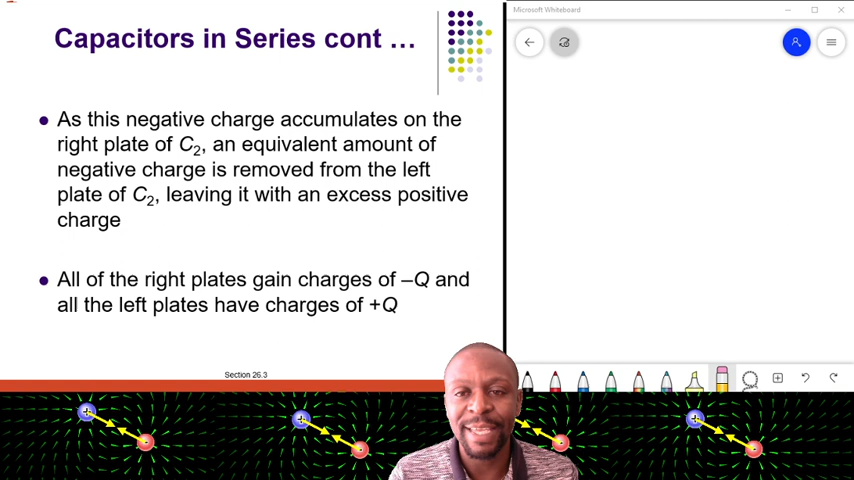 Capacitors in Series cont …
As this negative charge accumulates on the
right plate of C2, an equivalent amount of
negative charge is removed from the left
plate of C2, leaving it with an excess positive
charge
All of the right plates gain charges of –Q and
all the left plates have charges of +Q
Section 26.3
Microsoft Whiteboard